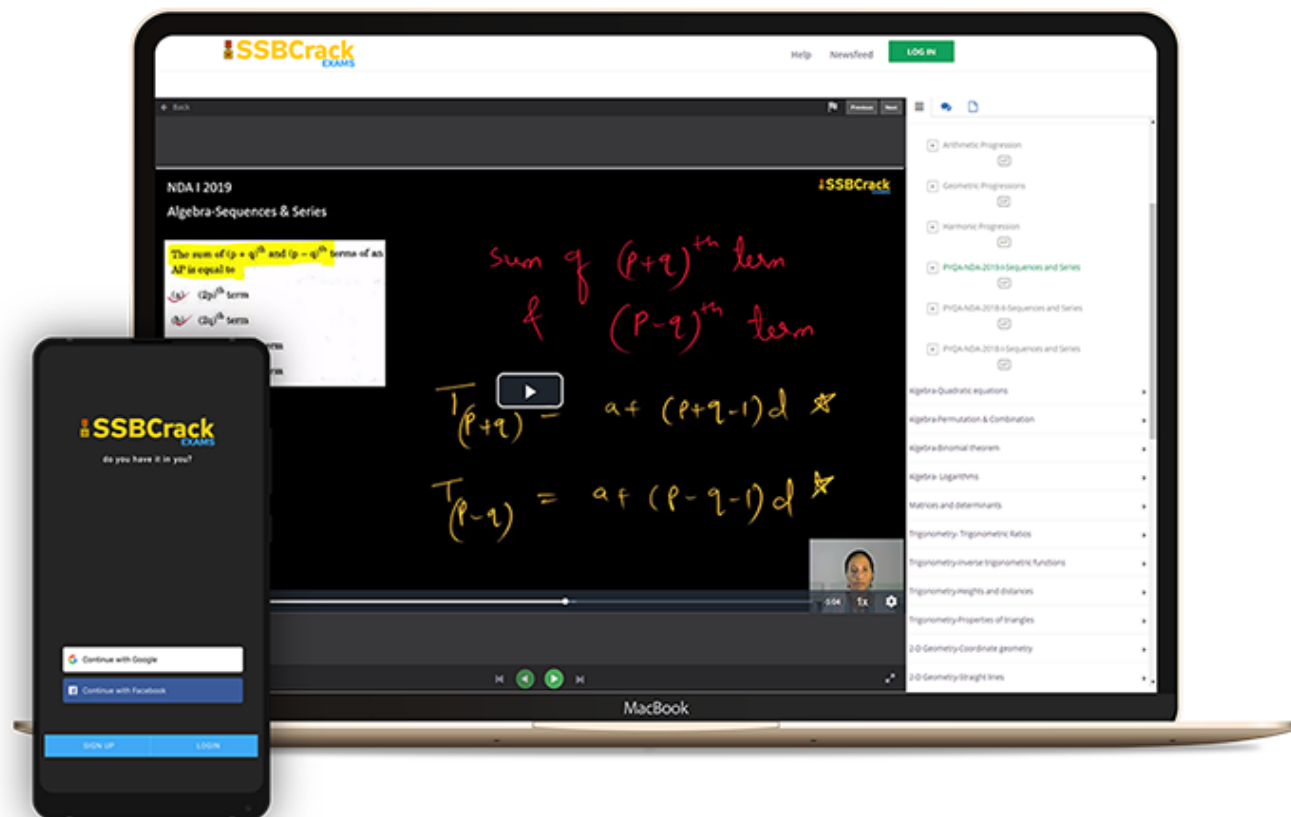 SSBCrack
EXAMS
Help
Newsfeed
LOG IN
Back
Previous
Next
NDA I 2019
Algebra-Sequences & Series
SSBCrack
EXAMS
The sum of (p + q)th and (p – q)th terms of an
AP is equal to
(a) (2p)th term
(b) (2q)th term
erm
rm
sum of (p+q)th term
& (p-q)th term
T(p+q) = a+ (p+q-1)d
T(p-q) = a+ (p-q-1)d
0:04
1x
Arithmetic Progression
Geometric Progressions
Harmonic Progression
PYQA-NDA-2019-I-Sequences and Series
PYQA-NDA-2018-II-Sequences and Series
PYQA-NDA-2018-I-Sequences and Series
Algebra-Quadratic equations
Algebra-Permutation & Combination
Algebra-Binomial theorem
Algebra- Logarithms
Matrices and determinants
Trigonometry- Trigonometric Ratios
Trigonometry-Inverse trigonometric functions
Trigonometry-Heights and distances
Trigonometry-Properties of triangles
2-D Geometry-Coordinate geometry
2-D Geometry-Straight lines
MacBook
SSBCrack
EXAMS
do you have it in you?
Continue with Google
Continue with Facebook
SIGN UP
LOGIN